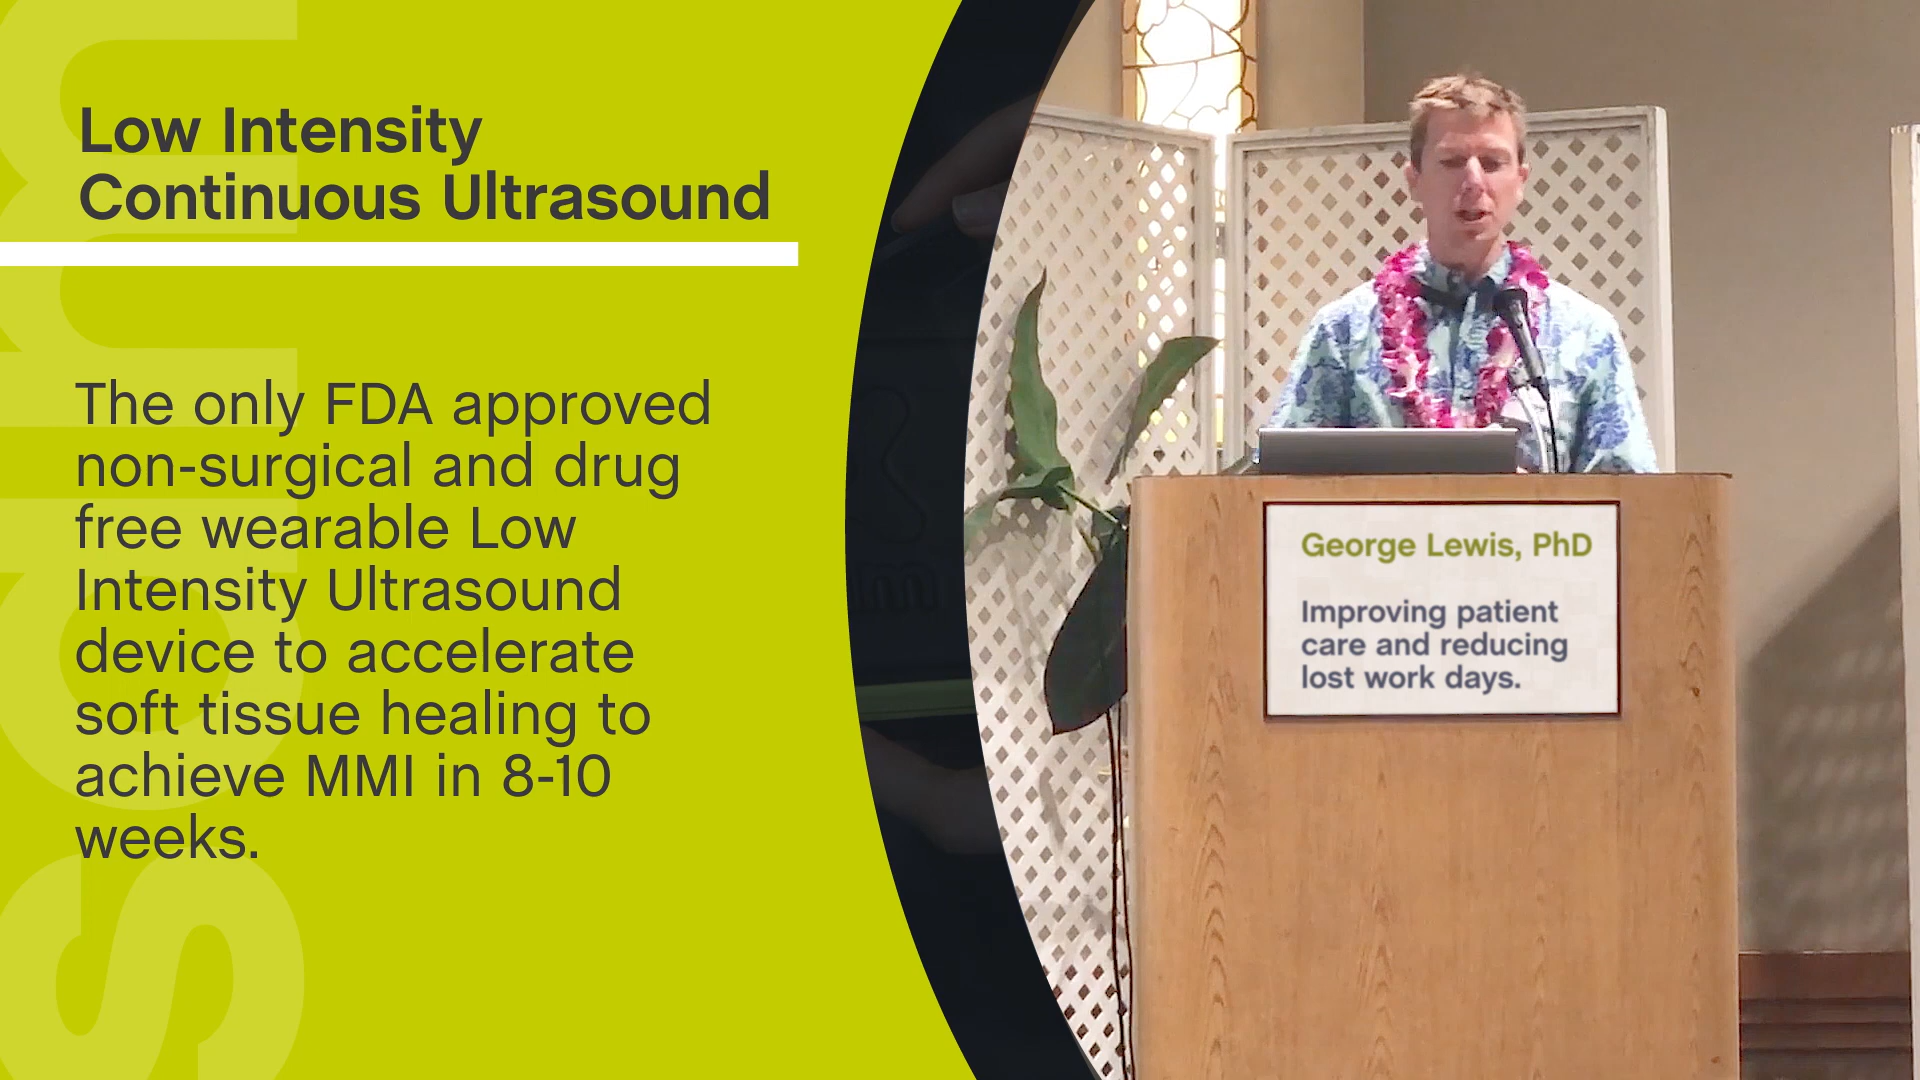 Low Intensity
Continuous Ultrasound
The only FDA approved
non-surgical and drug
free wearable Low
Intensity Ultrasound
device to accelerate
soft tissue healing to
achieve MMI in 8-10
weeks.
George Lewis, PhD
Improving patient
care and reducing
lost work days.
sam